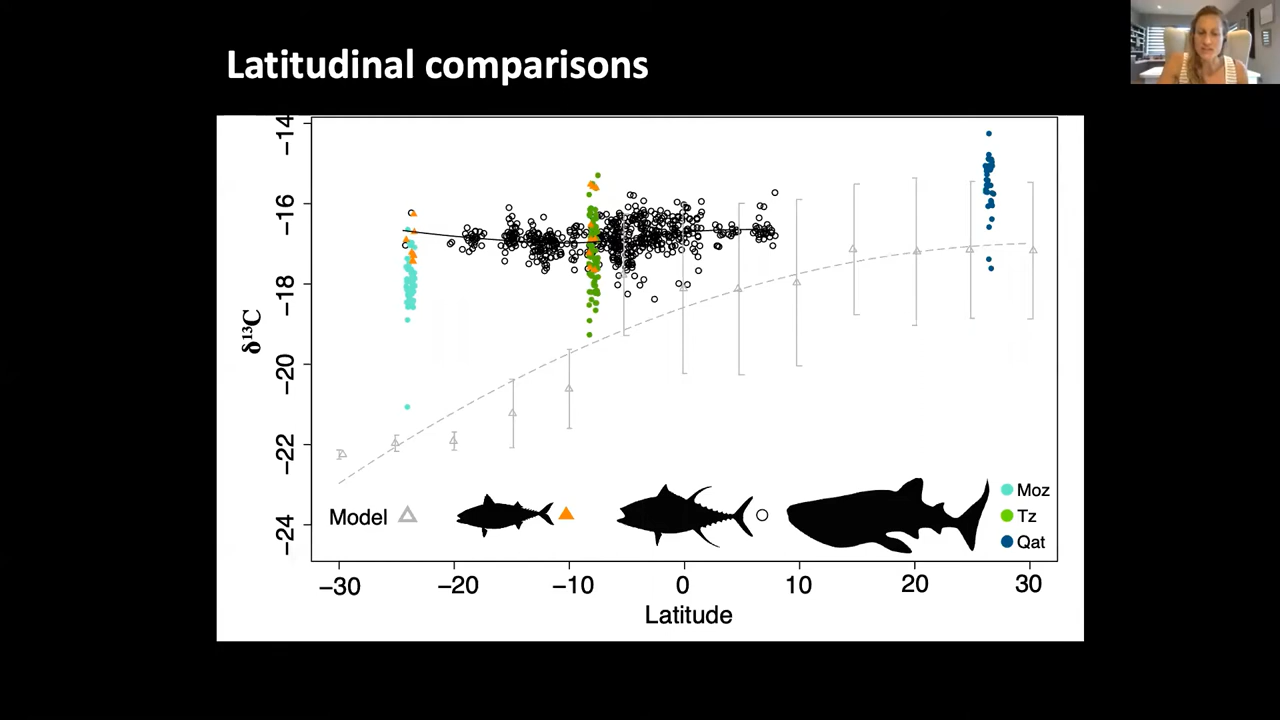 Latitudinal comparisons
−14
−16
−18
−20
−22
−24
δ¹³C
Model
Moz
Tz
Qat
−30 −20 −10 0 10 20 30
Latitude